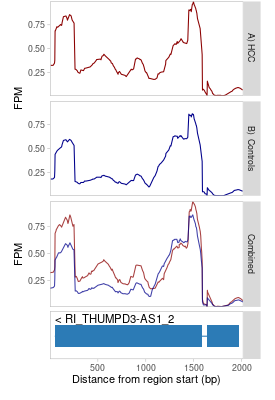 0.75
0.50
0.25
A) HCC
FPM
0.75
0.50
0.25
B) Controls
0.75
0.50
0.25
Combined
FPM
< RI_THUMPD3-AS1_2
500
1000
1500
2000
Distance from region start (bp)